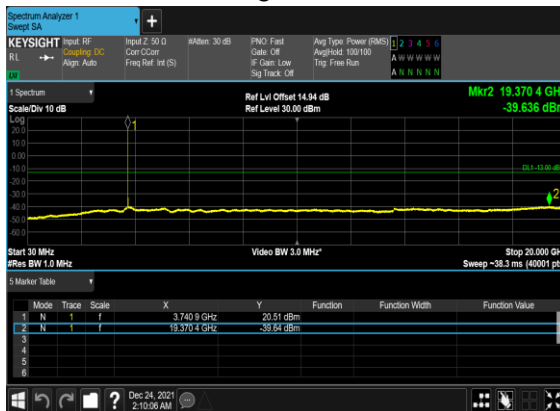 Spectrum Analyzer 1
Swept SA
+
KEYSIGHT Input: RF Input Z: 50 Ω #Atten: 30 dB PNO: Fast Avg Type: Power (RMS) 1 2 3 4 5 6
RL Coupling: DC Corr CCorr Gate: Off Avg|Hold: 100/100 A W W W W W
Align: Auto Freq Ref: Int (S) IF Gain: Low Trig: Free Run
Sig Track: Off A N N N N N
1 Spectrum Ref Lvl Offset 14.94 dB Mkr2 19.370 4 GH
Scale/Div 10 dB Ref Level 30.00 dBm -39.636 dBr
Log
20.0 1
10.0
0.00
-10.0 DL1 -13.00 dB
-20.0
-30.0 2
-40.0
-50.0
-60.0
Start 30 MHz Video BW 3.0 MHz* Stop 20.000 GH
#Res BW 1.0 MHz Sweep ~38.3 ms (40001 pt
5 Marker Table
Mode Trace Scale X Y Function Function Width Function Value
1 N 1 f 3.740 9 GHz 20.51 dBm
2 N 1 f 19.370 4 GHz -39.64 dBm
3
4
5
6
? Dec 24, 2021
2:10:06 AM